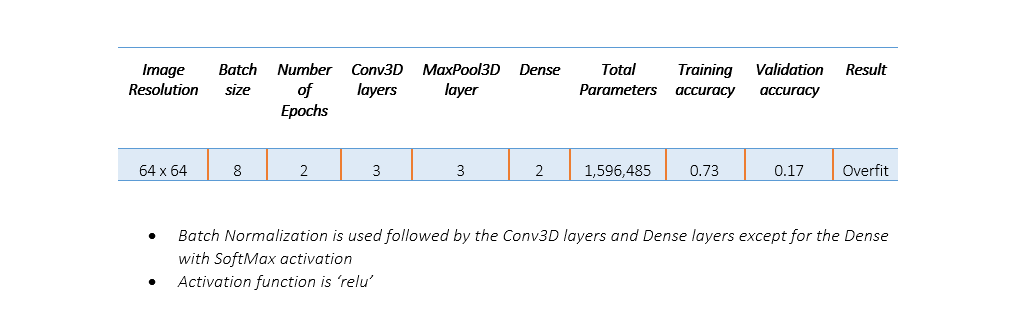 Image Batch Number Conv3D MaxPool3D Dense Total Training Validation Result
Resolution size of layers layer Parameters accuracy accuracy
Epochs
64 x 64 8 2 3 3 2 1,596,485 0.73 0.17 Overfit
• Batch Normalization is used followed by the Conv3D layers and Dense layers except for the Dense
with SoftMax activation
• Activation function is ‘relu’